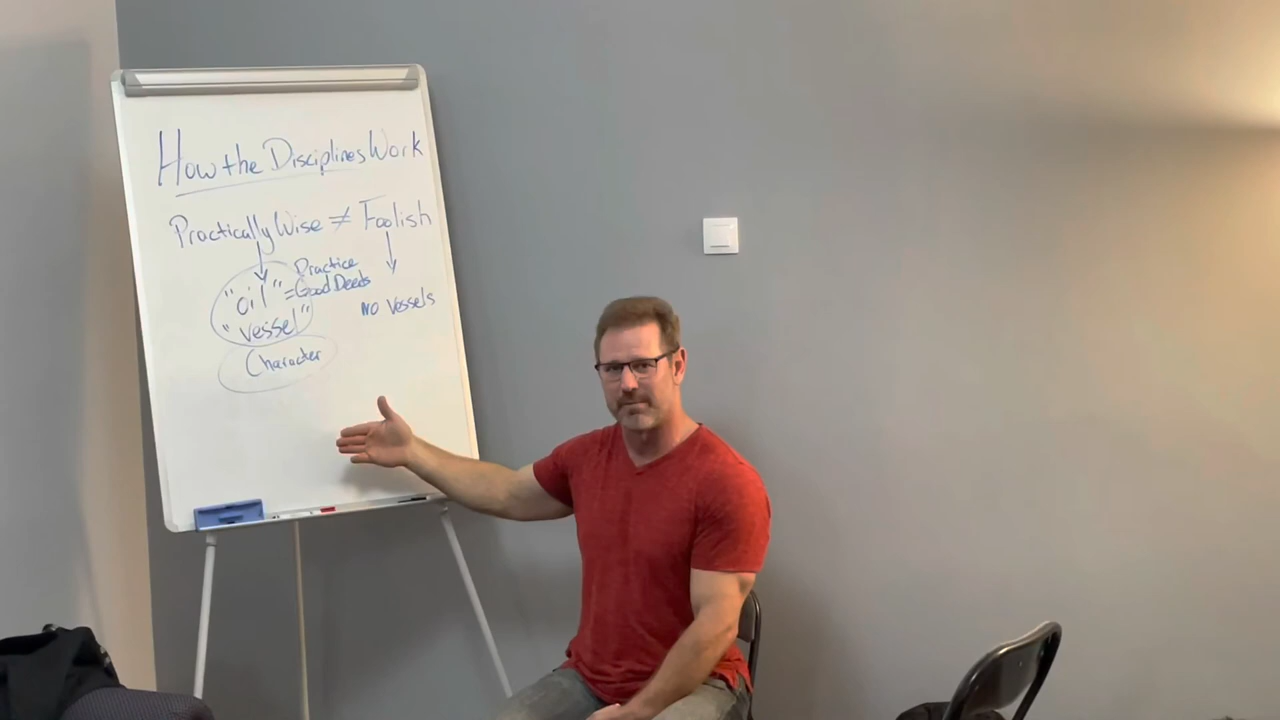 How the Disciplines Work
Practically Wise ≠ Foolish
"oil" = Practice Good Deeds
"vessel"
no vessels
Character